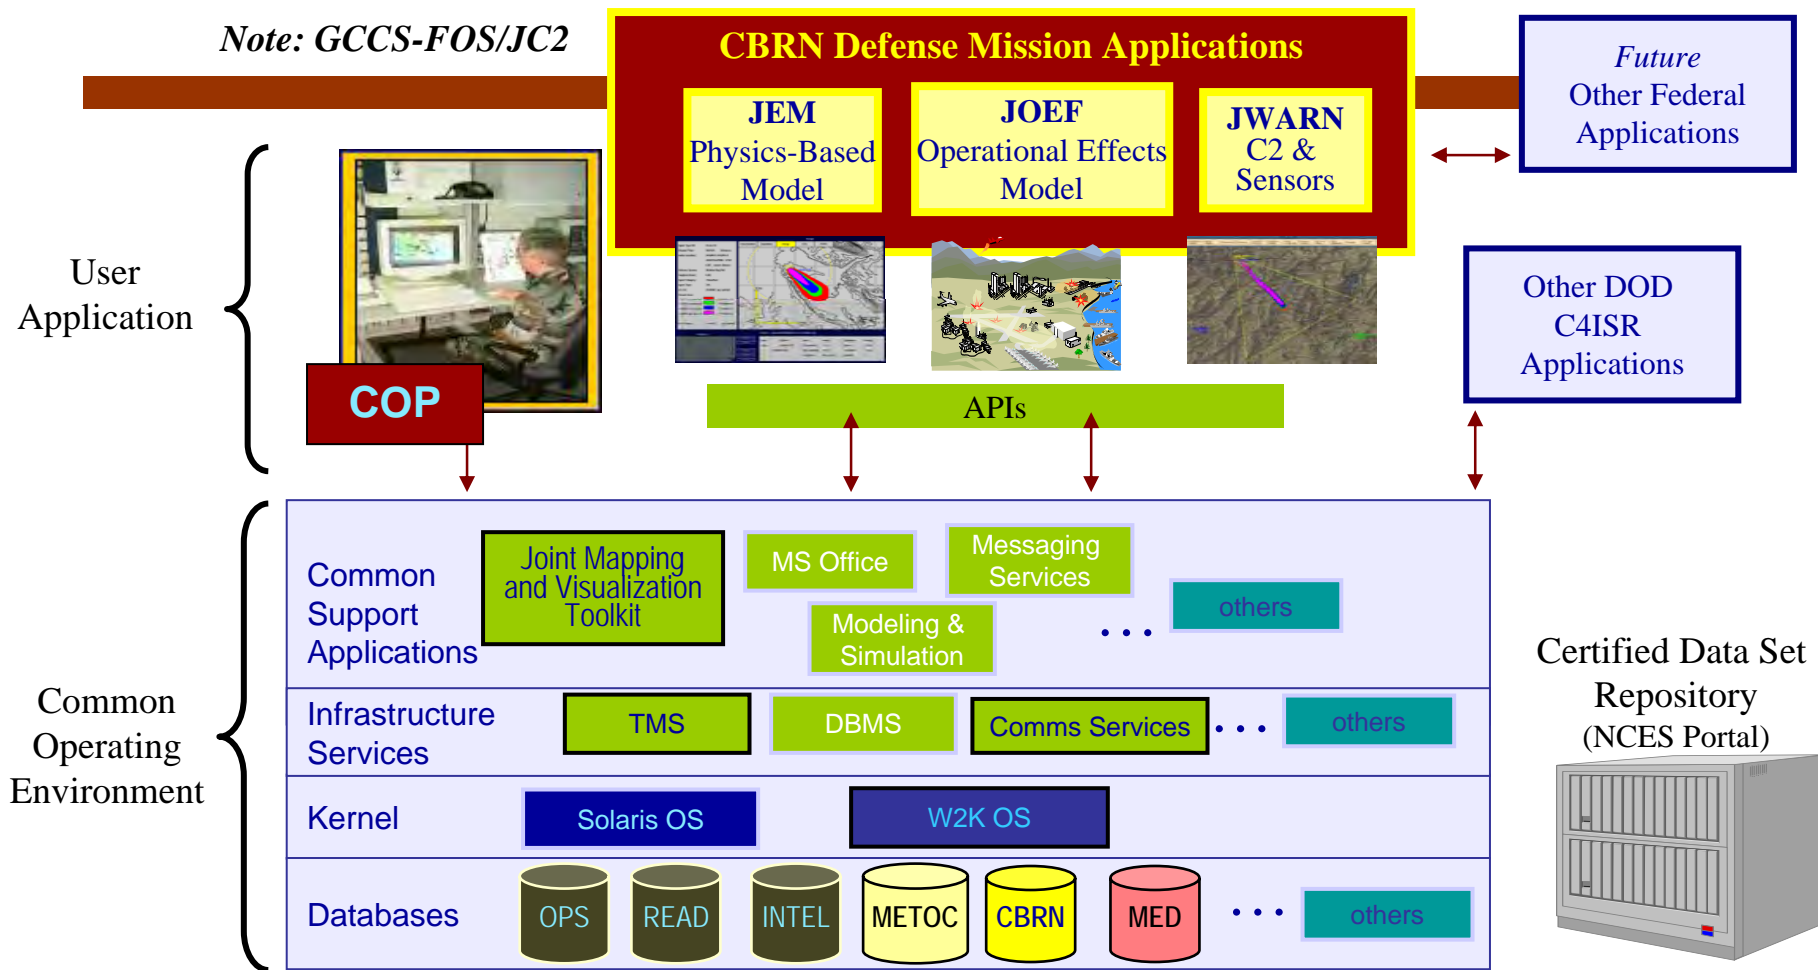 Note: GCCS-FOS/JC2
CBRN Defense Mission Applications
JEM
Physics-Based
Model
JOEF
Operational Effects
Model
JWARN
C2 &
Sensors
Future
Other Federal
Applications
User
Application
COP
APIs
Other DOD
C4ISR
Applications
Common
Operating
Environment
Common
Support
Applications
Joint Mapping
and Visualization
Toolkit
MS Office
Messaging
Services
Modeling &
Simulation
...
others
Infrastructure
Services
TMS
DBMS
Comms Services
...
others
Kernel
Solaris OS
W2K OS
Databases
OPS
READ
INTEL
METOC
CBRN
MED
...
others
Certified Data Set
Repository
(NCES Portal)